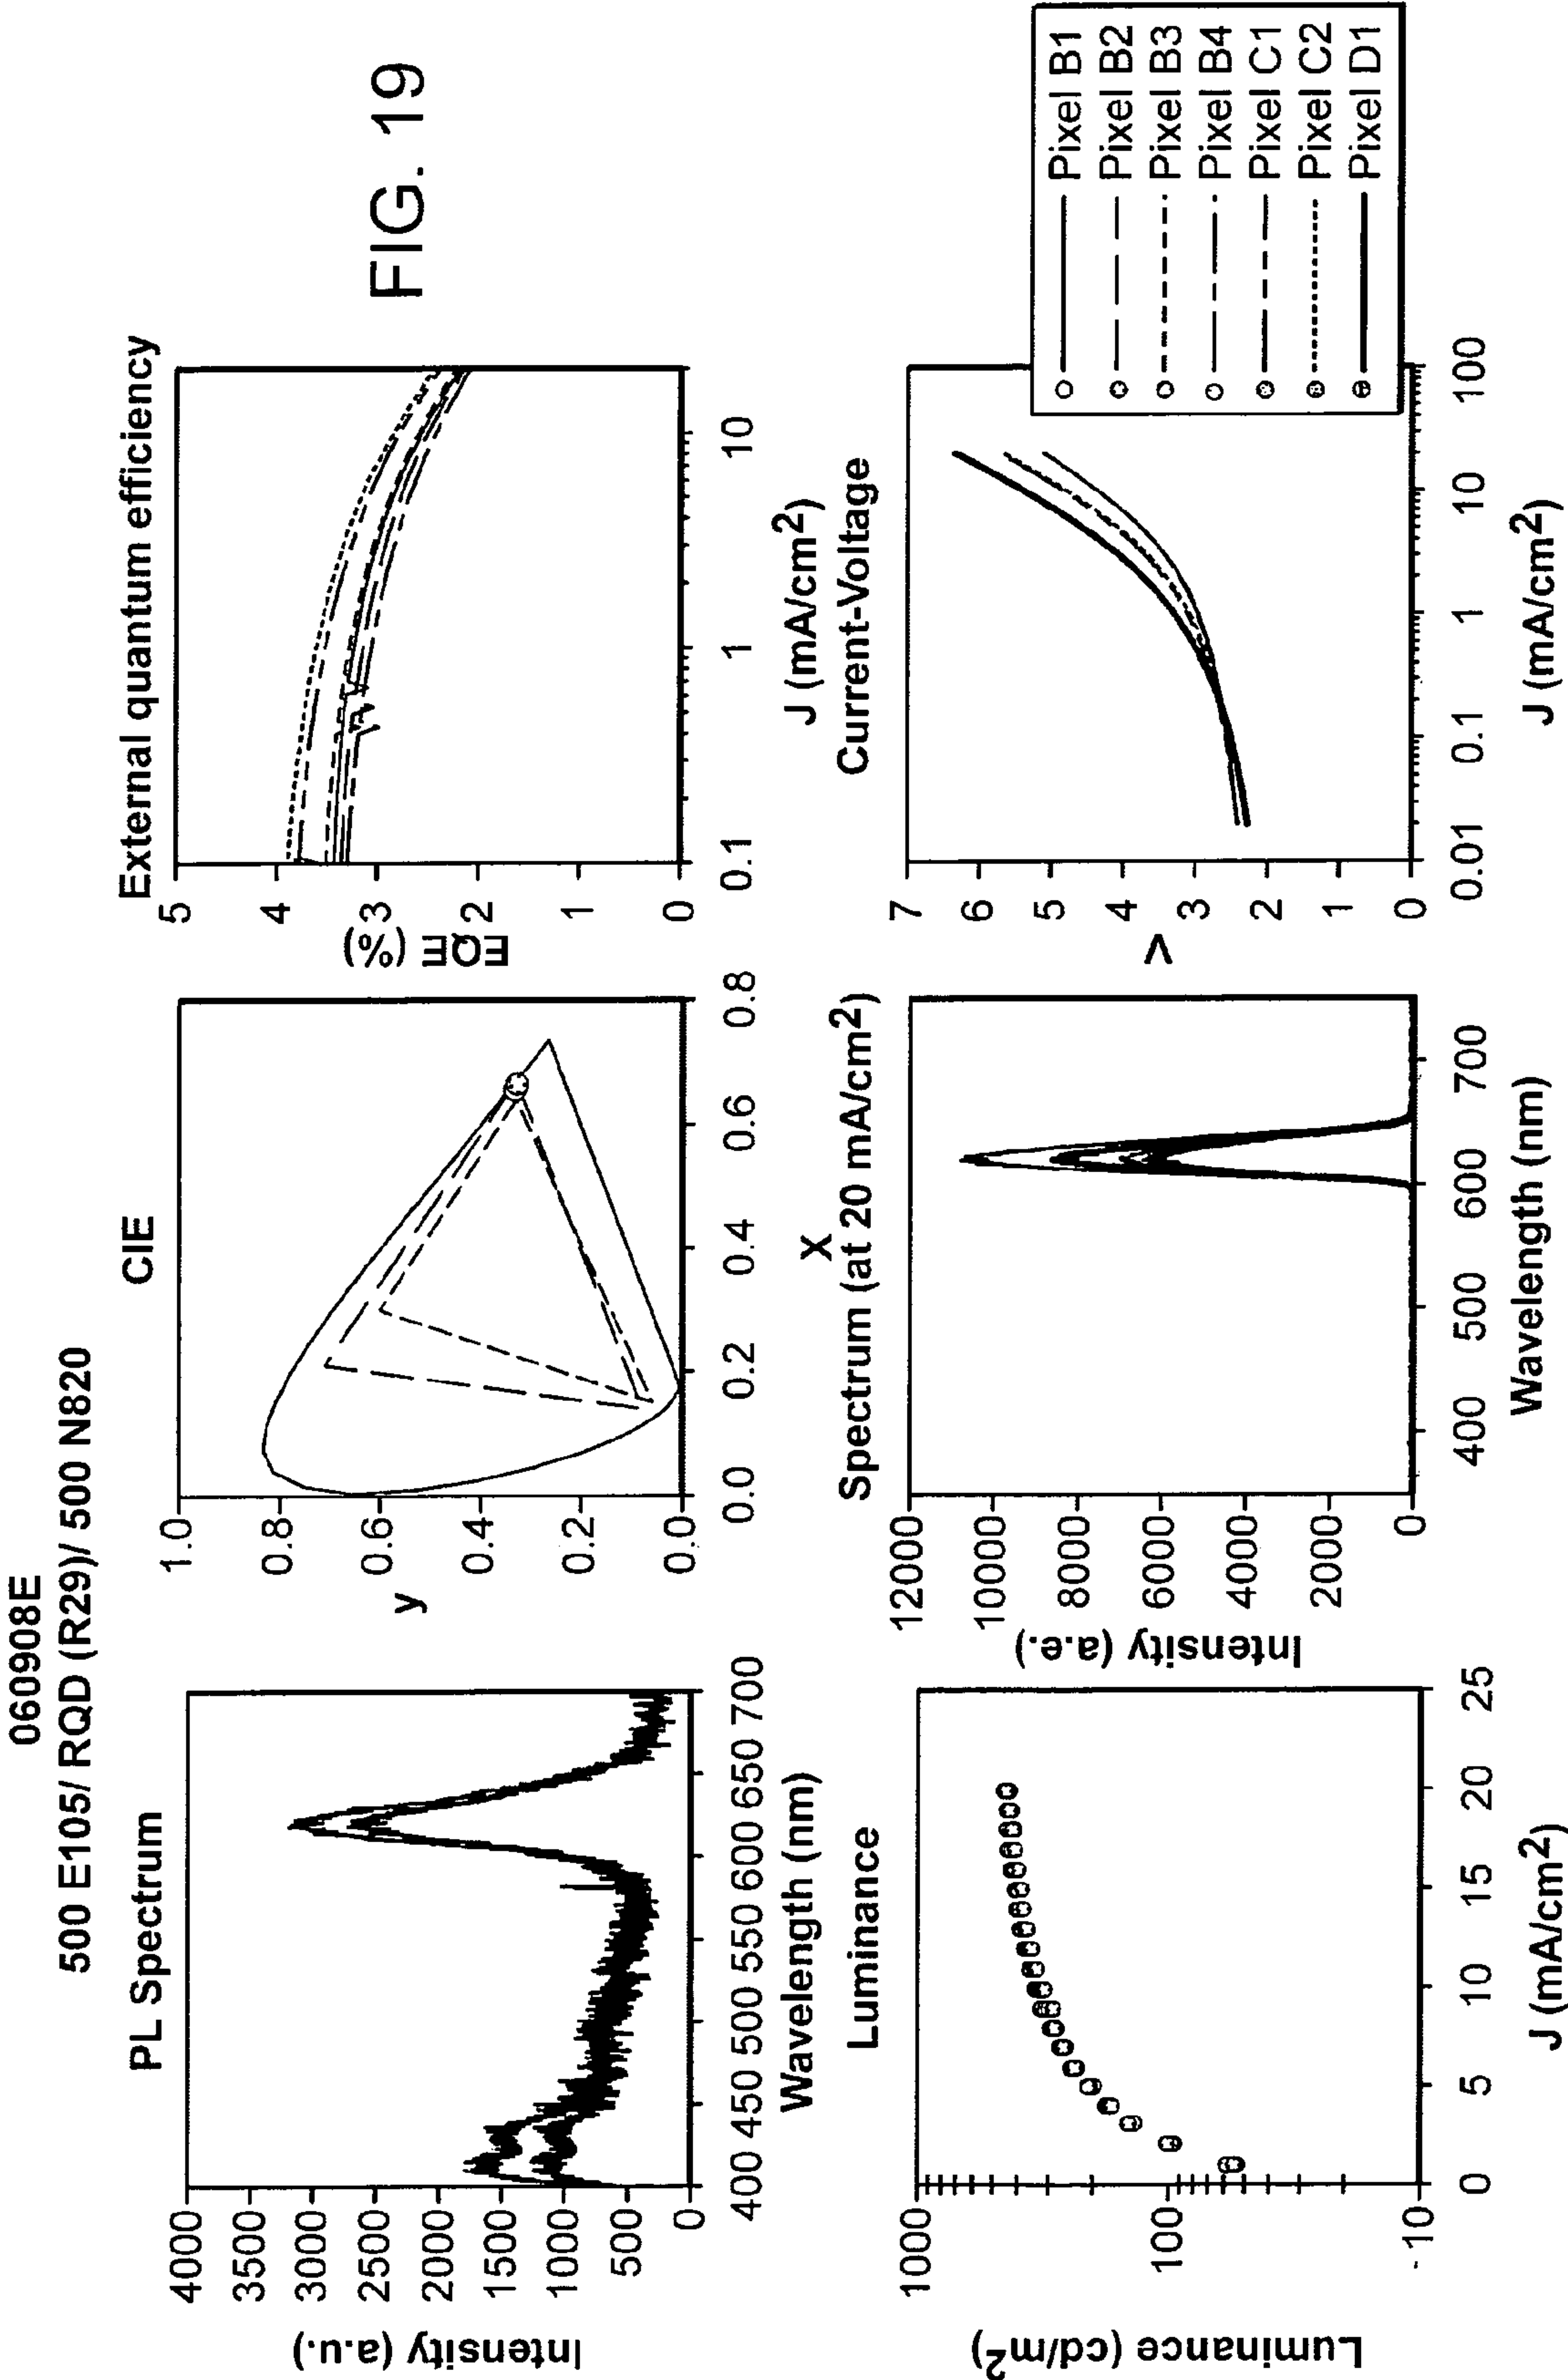 060908E
500 E105/ RQD (R29)/ 500 N820
FIG. 19
PL Spectrum
Intensity (a.u.)
4000
3500
3000
2500
2000
1500
1000
500
0
400 450 500 550 600 650 700
Wavelength (nm)
CIE
y
1.0
0.8
0.6
0.4
0.2
0.0
0.0 0.2 0.4 0.6 0.8
X
External quantum efficiency
EQE (%)
5
4
3
2
1
0
0.1 1 10
J (mA/cm2)
Luminance
Luminance (cd/m2)
1000
100
10
0 5 10 15 20 25
J (mA/cm2)
Spectrum (at 20 mA/cm2)
Intensity (a.e.)
12000
10000
8000
6000
4000
2000
0
400 500 600 700
Wavelength (nm)
Current-Voltage
V
7
6
5
4
3
2
1
0
0.01 0.1 1 10 100
J (mA/cm2)
Pixel B1
Pixel B2
Pixel B3
Pixel B4
Pixel C1
Pixel C2
Pixel D1